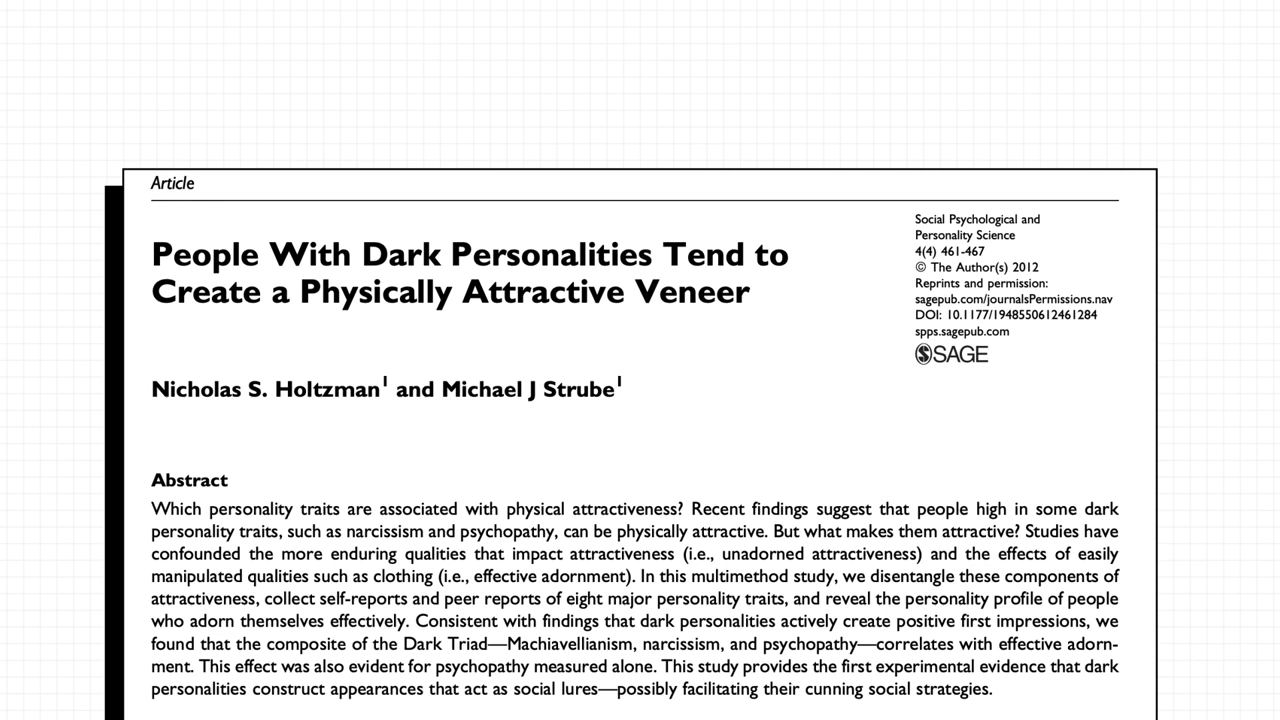 Article
People With Dark Personalities Tend to
Create a Physically Attractive Veneer
Social Psychological and
Personality Science
4(4) 461-467
© The Author(s) 2012
Reprints and permission:
sagepub.com/journalsPermissions.nav
DOI: 10.1177/1948550612461284
spps.sagepub.com
SAGE
Nicholas S. Holtzman¹ and Michael J Strube¹
Abstract
Which personality traits are associated with physical attractiveness? Recent findings suggest that people high in some dark
personality traits, such as narcissism and psychopathy, can be physically attractive. But what makes them attractive? Studies have
confounded the more enduring qualities that impact attractiveness (i.e., unadorned attractiveness) and the effects of easily
manipulated qualities such as clothing (i.e., effective adornment). In this multimethod study, we disentangle these components of
attractiveness, collect self-reports and peer reports of eight major personality traits, and reveal the personality profile of people
who adorn themselves effectively. Consistent with findings that dark personalities actively create positive first impressions, we
found that the composite of the Dark Triad—Machiavellianism, narcissism, and psychopathy—correlates with effective adorn-
ment. This effect was also evident for psychopathy measured alone. This study provides the first experimental evidence that dark
personalities construct appearances that act as social lures—possibly facilitating their cunning social strategies.